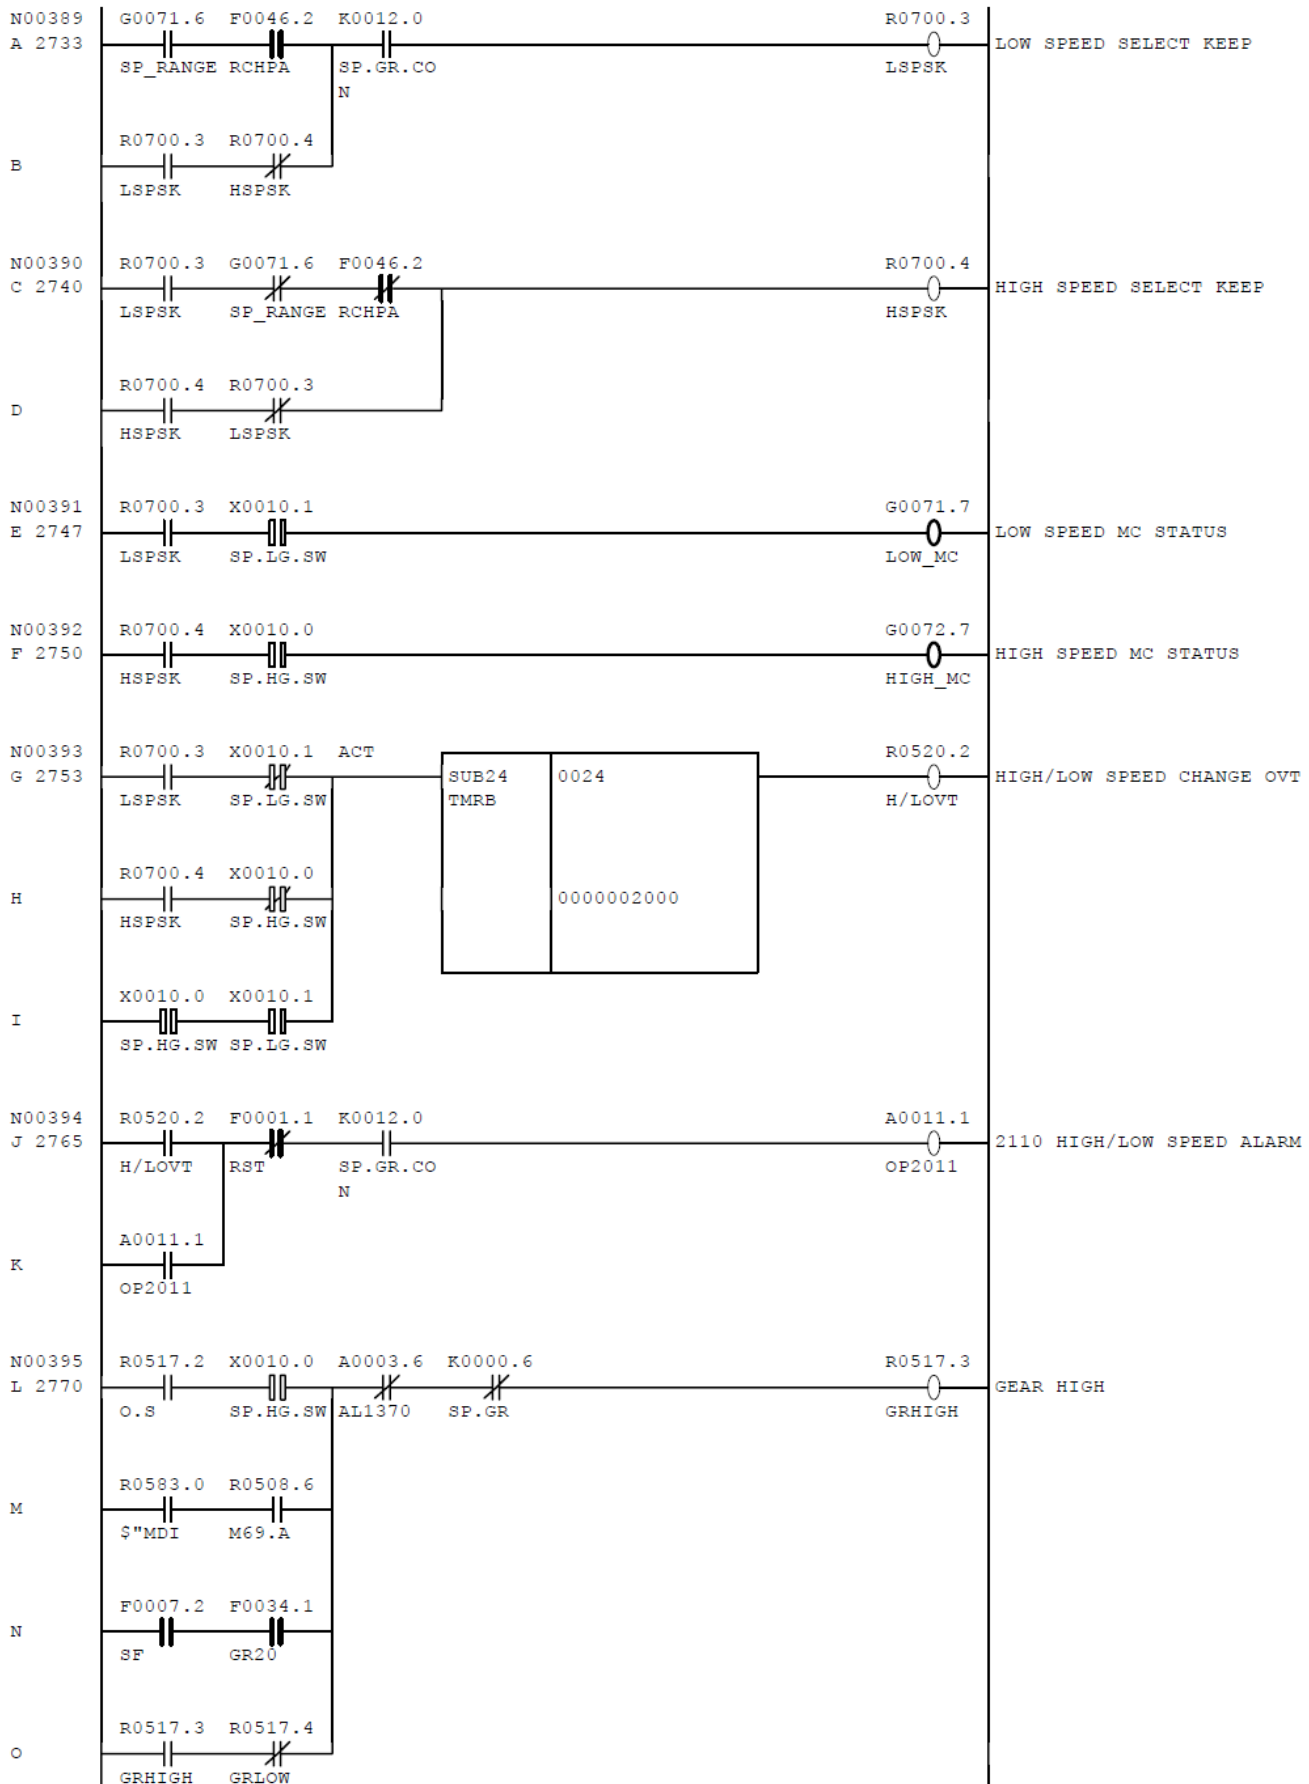 N00389 G0071.6 F0046.2 K0012.0 R0700.3
A 2733 LOW SPEED SELECT KEEP
SP_RANGE RCHPA SP.GR.CO LSPSK
N
R0700.3 R0700.4
B
LSPSK HSPSK
N00390 R0700.3 G0071.6 F0046.2 R0700.4
C 2740 HIGH SPEED SELECT KEEP
LSPSK SP_RANGE RCHPA HSPSK
R0700.4 R0700.3
D
HSPSK LSPSK
N00391 R0700.3 X0010.1 G0071.7
E 2747 LOW SPEED MC STATUS
LSPSK SP.LG.SW LOW_MC
N00392 R0700.4 X0010.0 G0072.7
F 2750 HIGH SPEED MC STATUS
HSPSK SP.HG.SW HIGH_MC
N00393 R0700.3 X0010.1 ACT R0520.2
G 2753 SUB24 0024 HIGH/LOW SPEED CHANGE OVT
LSPSK SP.LG.SW TMRB H/LOVT
R0700.4 X0010.0
H 0000002000
HSPSK SP.HG.SW
X0010.0 X0010.1
I
SP.HG.SW SP.LG.SW
N00394 R0520.2 F0001.1 K0012.0 A0011.1
J 2765 2110 HIGH/LOW SPEED ALARM
H/LOVT RST SP.GR.CO OP2011
N
A0011.1
K
OP2011
N00395 R0517.2 X0010.0 A0003.6 K0000.6 R0517.3
L 2770 GEAR HIGH
O.S SP.HG.SW AL1370 SP.GR GRHIGH
R0583.0 R0508.6
M
$"MDI M69.A
F0007.2 F0034.1
N
SF GR20
R0517.3 R0517.4
O
GRHIGH GRLOW